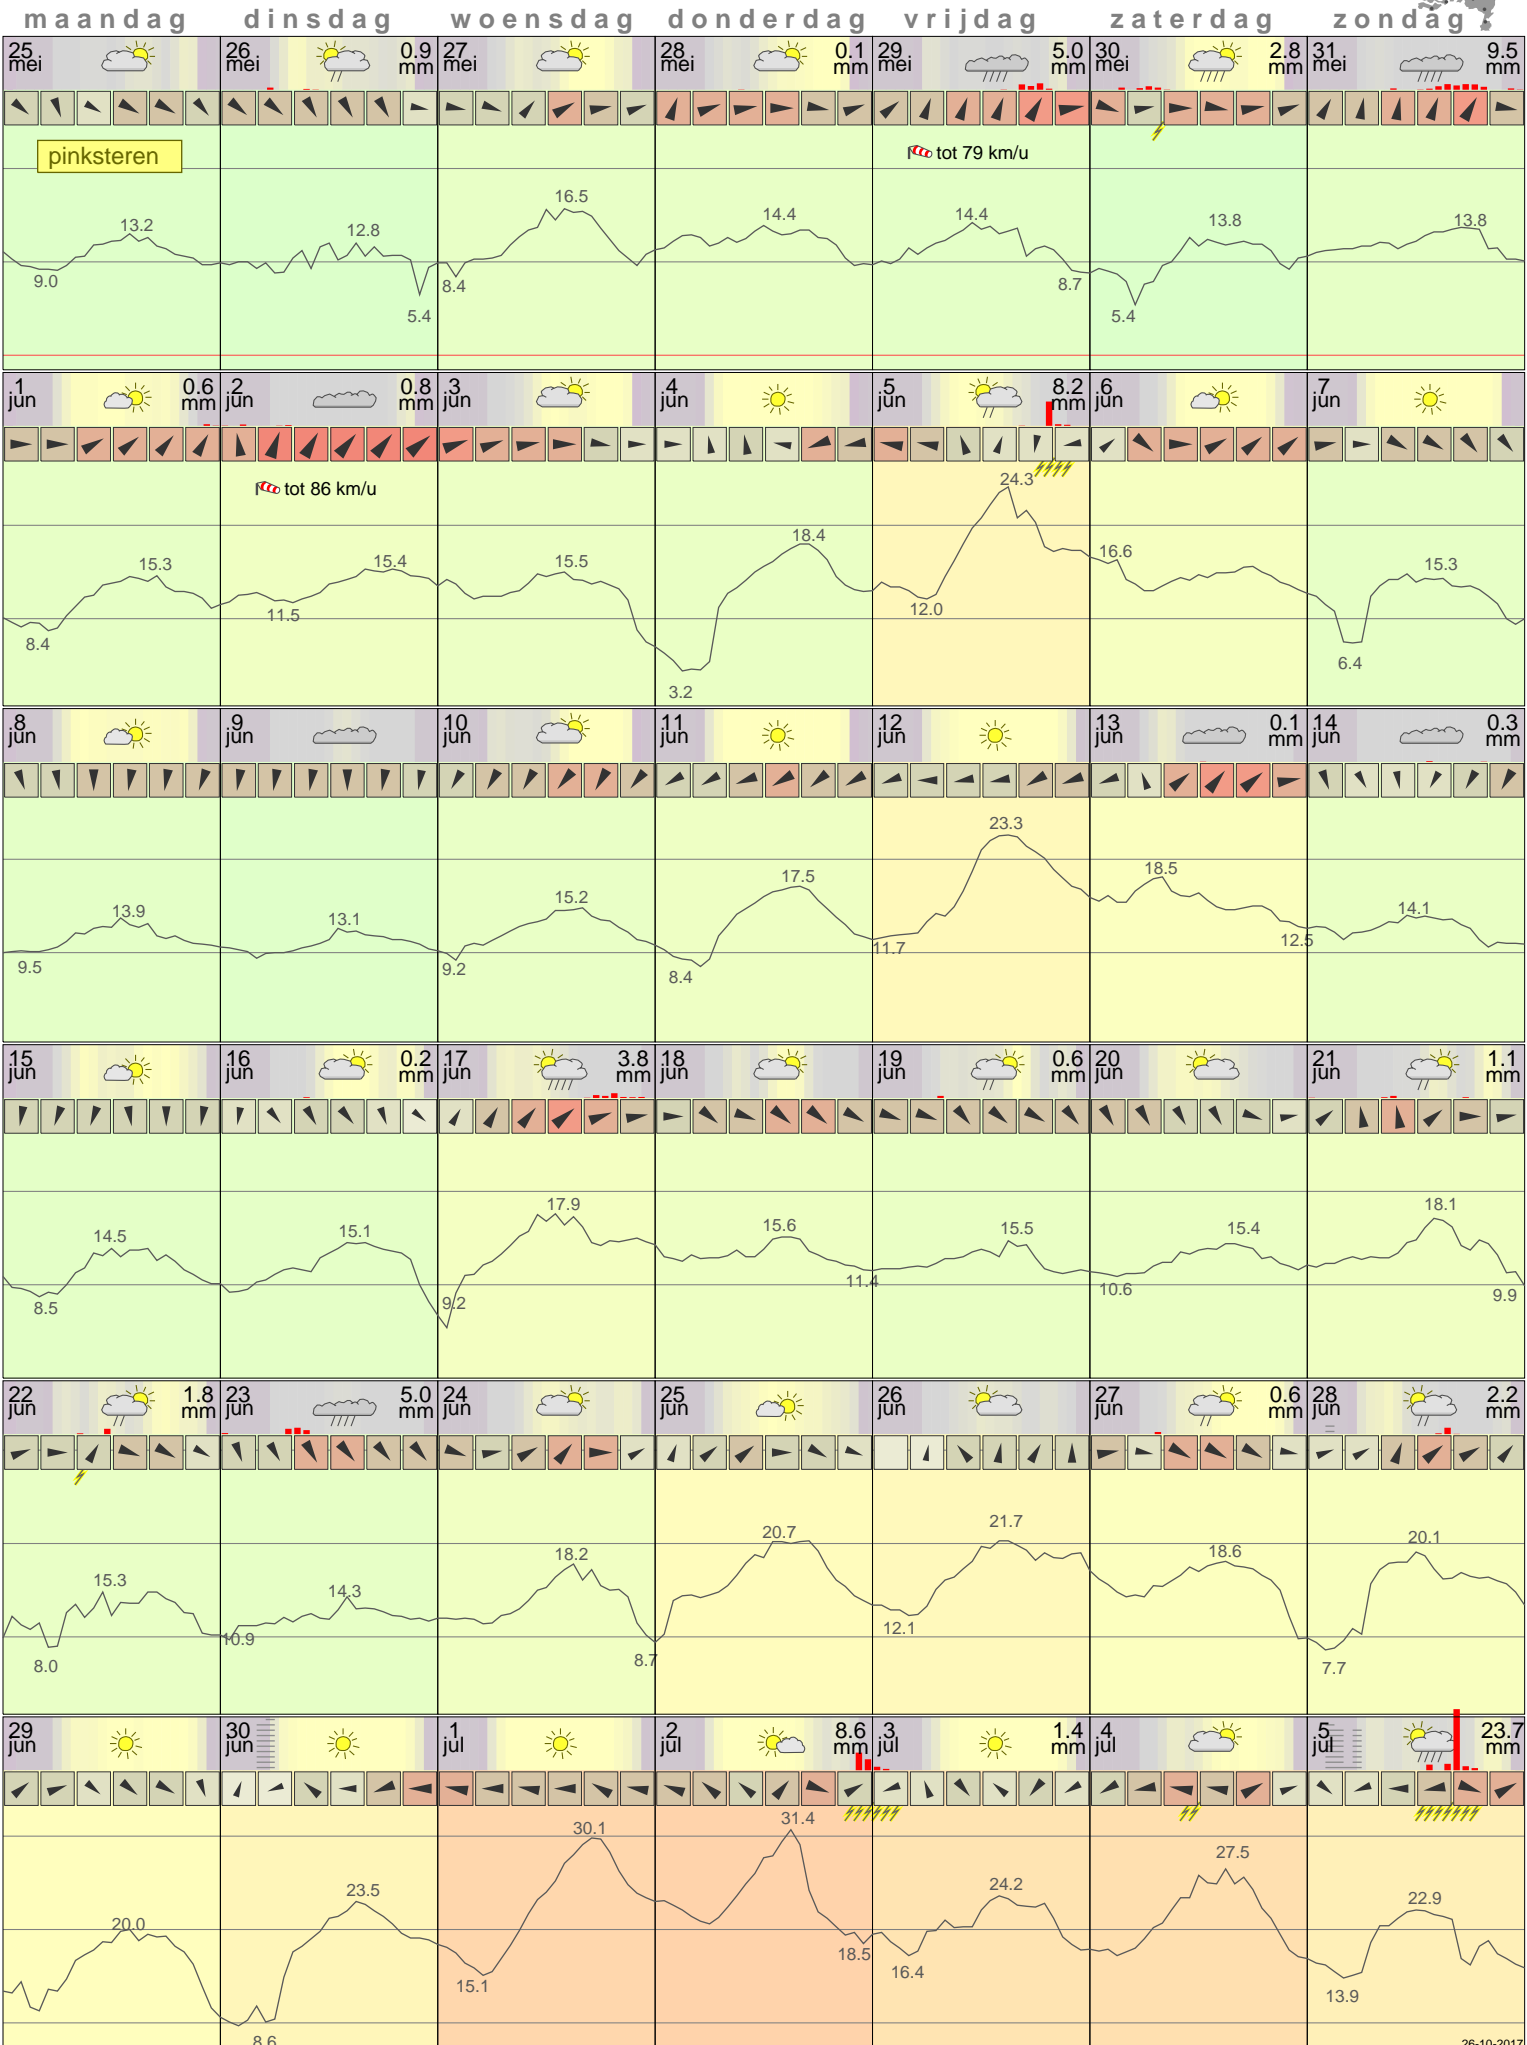 maandag dinsdag woensdag donderdag vrijdag zaterdag zondag
25 26 0.9 27 28 0.1 29 5.0 30 2.8 31 9.5
mei mei mm mei mei mm mei mm mei mm mei mm
pinksteren
tot 79 km/u
16.5
13.2 12.8 14.4 14.4 13.8 13.8
9.0 8.4 8.7
5.4 5.4
1 0.6 2 0.8 3 4 5 8.2 6 7
jun mm jun mm jun jun jun mm jun jun
tot 86 km/u
24.3
15.3 15.4 15.5 18.4 16.6 15.3
11.5 12.0
8.4 3.2 6.4
8 9 10 11 12 13 0.1 14 0.3
jun jun jun jun jun jun mm jun mm
23.3
13.9 13.1 15.2 17.5 18.5 14.1
9.5 9.2 8.4 11.7 12.5
15 16 0.2 17 3.8 18 19 0.6 20 21 1.1
jun jun mm jun mm jun jun mm jun jun mm
14.5 15.1 17.9 15.6 15.5 15.4 18.1
8.5 9.2 11.4 10.6 9.9
22 1.8 23 5.0 24 25 26 27 0.6 28 2.2
jun mm jun mm jun jun jun jun mm jun mm
15.3 14.3 18.2 20.7 21.7 18.6 20.1
8.0 10.9 8.7 12.1 7.7
29 30 1 2 8.6 3 1.4 4 5 23.7
jun jun jul jul mm jul mm jul jul mm
20.0 23.5 30.1 31.4 24.2 27.5 22.9
8.6 15.1 18.5 16.4 13.9
26-10-2017